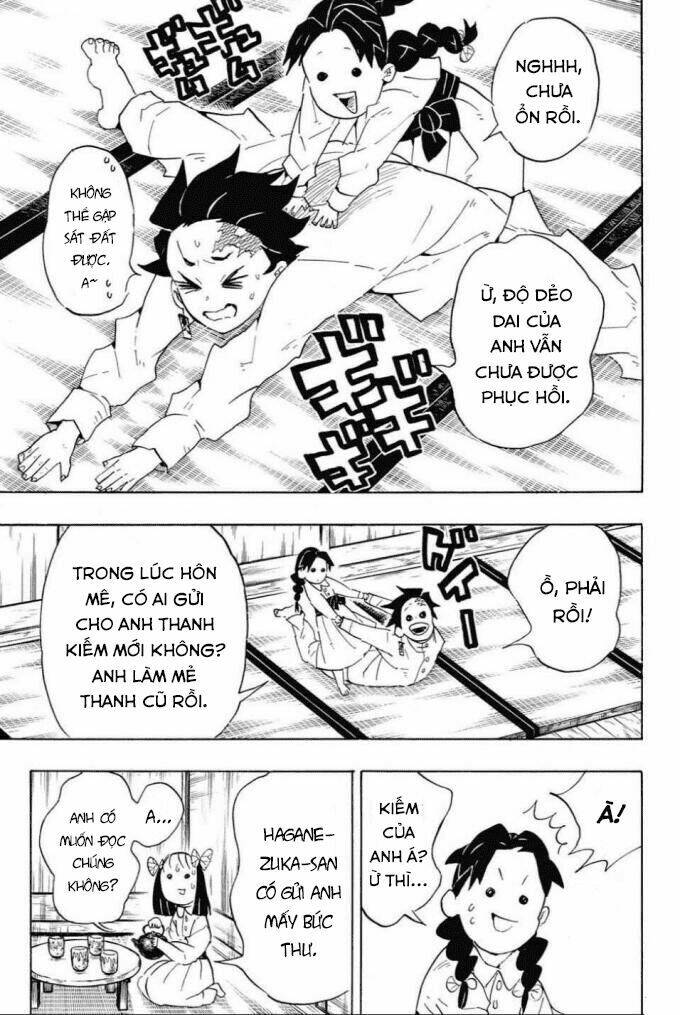 NGHHH,
CHƯA
ỔN RỒI.
KHÔNG
THỂ GẬP
SÁT ĐẤT
ĐƯỢC.
A~
Ừ, ĐỘ DẺO
DAI CỦA
ANH VẪN
CHƯA ĐƯỢC
PHỤC HỒI.
Ồ, PHẢI
RỒI!
TRONG LÚC HÔN
MÊ, CÓ AI GỬI
CHO ANH THANH
KIẾM MỚI KHÔNG?
ANH LÀM MẺ
THANH CŨ RỒI.
À!
KIẾM
CỦA
ANH Á?
Ừ THÌ...
HAGANE-
ZUKA-SAN
CÓ GỬI ANH
MẤY BỨC
THƯ.
A...
ANH CÓ
MUỐN ĐỌC
CHÚNG
KHÔNG?